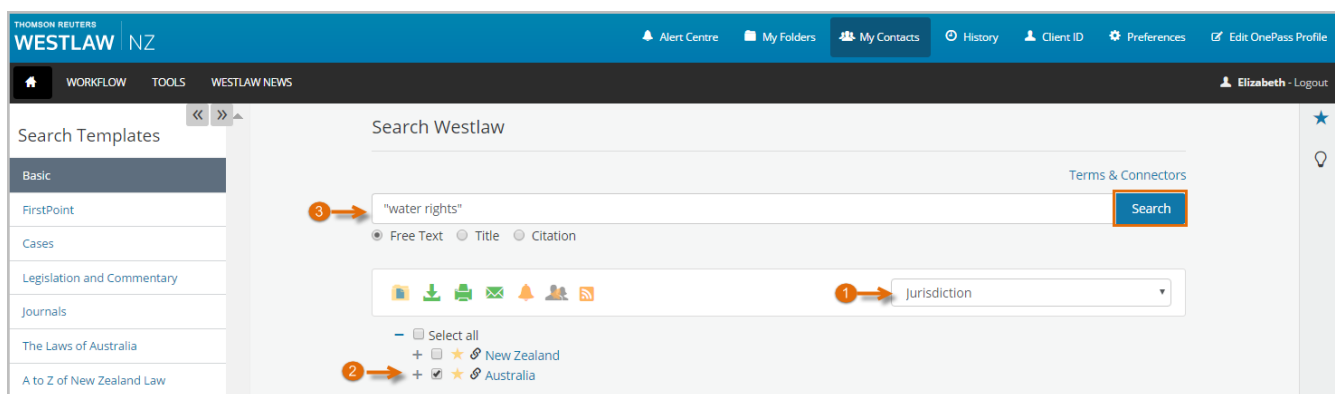 THOMSON REUTERS
WESTLAW NZ
Alert Centre My Folders My Contacts History Client ID Preferences Edit OnePass Profile
WORKFLOW TOOLS WESTLAW NEWS Elizabeth - Logout
Search Templates
Basic
FirstPoint
Cases
Legislation and Commentary
Journals
The Laws of Australia
A to Z of New Zealand Law
Search Westlaw
Terms & Connectors
3 "water rights" Search
Free Text Title Citation
1 Jurisdiction
Select all
New Zealand
2 Australia